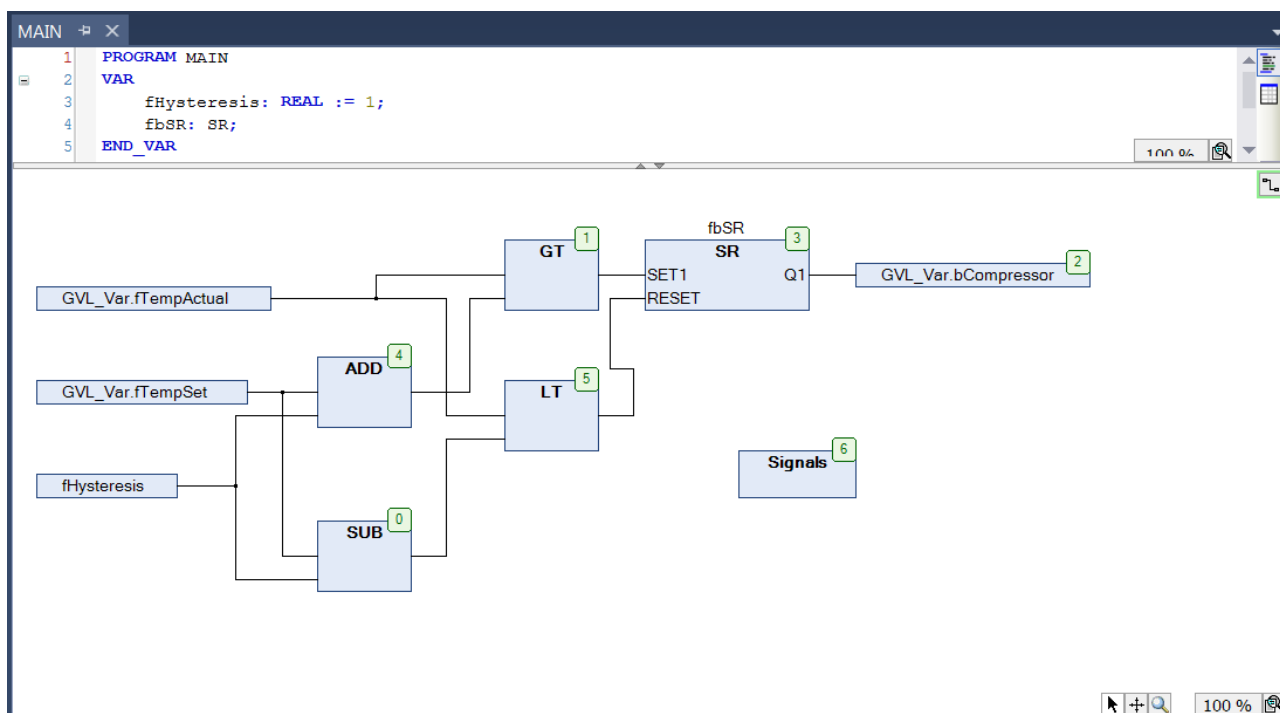 MAIN
1 PROGRAM MAIN
2 VAR
3 fHysteresis: REAL := 1;
4 fbSR: SR;
5 END_VAR
100 %
fbSR
GT 1
SR 3
SET1 Q1
RESET
GVL_Var.bCompressor 2
GVL_Var.fTempActual
ADD 4
GVL_Var.fTempSet
LT 5
Signals 6
fHysteresis
SUB 0
100 %